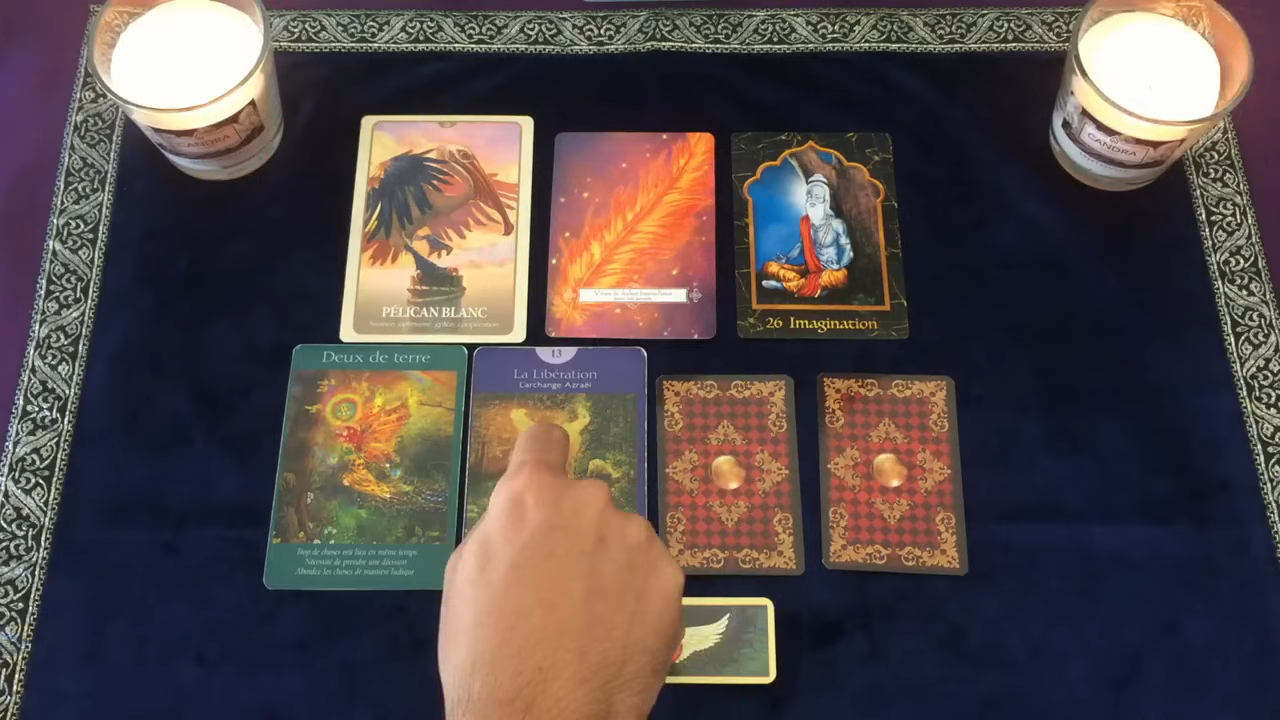 CANDRA
CANDRA
PÉLICAN BLANC
26 Imagination
Deux de terre
13
La Libération
L'archange Azraël
Trop de choses ont lieu en même temps
Nécessité de prendre une décision
Abordez les choses de manière ludique